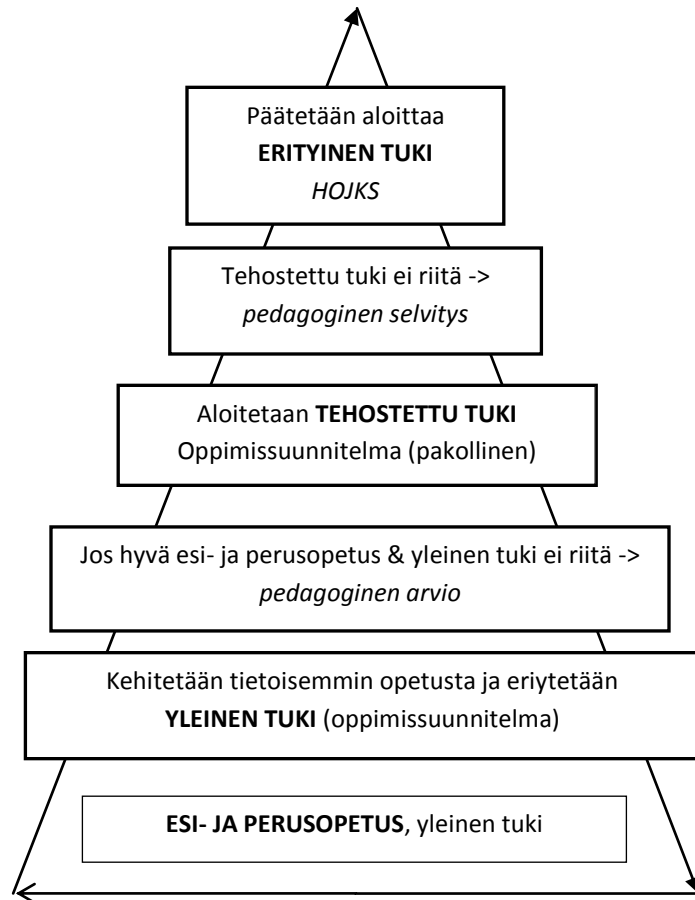 Päätetään aloittaa
ERITYINEN TUKI
HOJKS
Tehostettu tuki ei riitä ->
pedagoginen selvitys
Aloitetaan TEHOSTETTU TUKI
Oppimissuunnitelma (pakollinen)
Jos hyvä esi- ja perusopetus & yleinen tuki ei riitä ->
pedagoginen arvio
Kehitetään tietoisemmin opetusta ja eriytetään
YLEINEN TUKI (oppimissuunnitelma)
ESI- JA PERUSOPETUS, yleinen tuki